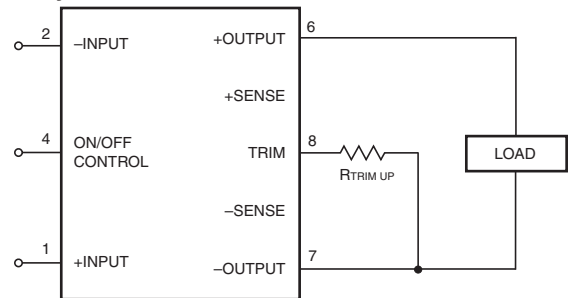 2
–INPUT
+OUTPUT
6
+SENSE
4
ON/OFF
CONTROL
TRIM
8
RTRIM UP
LOAD
–SENSE
1
+INPUT
–OUTPUT
7